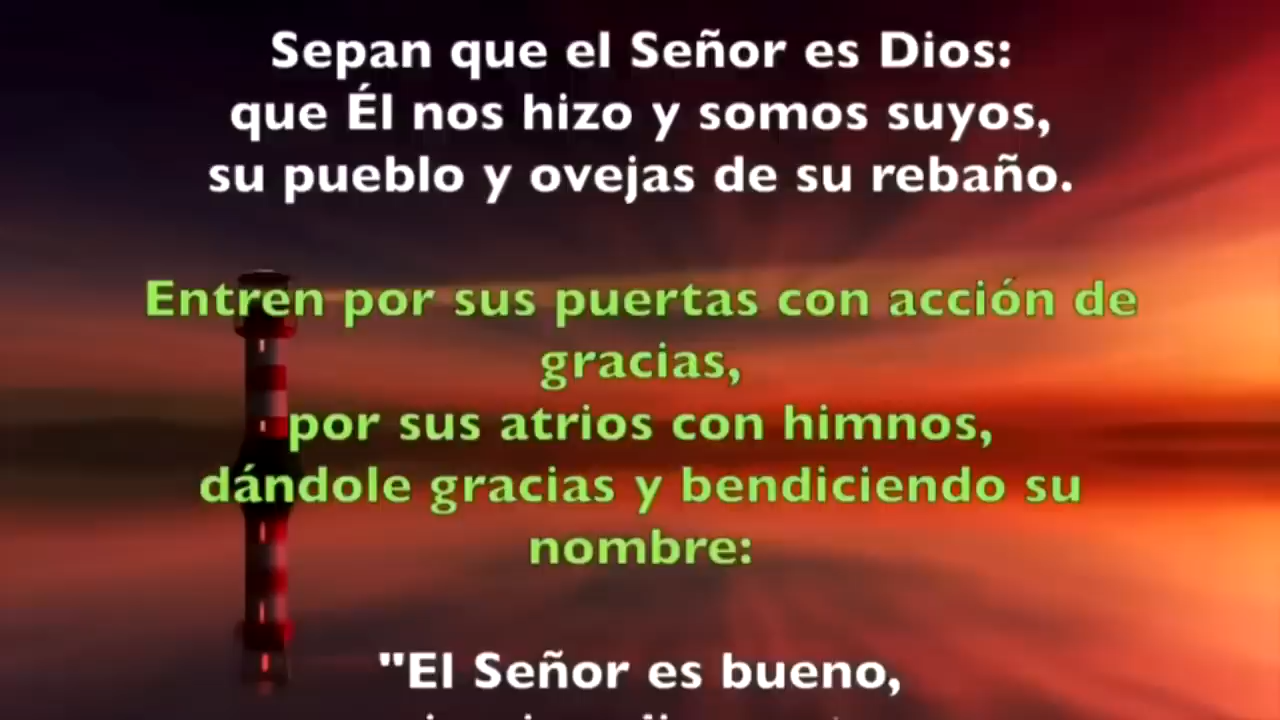 Sepan que el Señor es Dios:
que Él nos hizo y somos suyos,
su pueblo y ovejas de su rebaño.
Entren por sus puertas con acción de
gracias,
por sus atrios con himnos,
dándole gracias y bendiciendo su
nombre:
"El Señor es bueno,